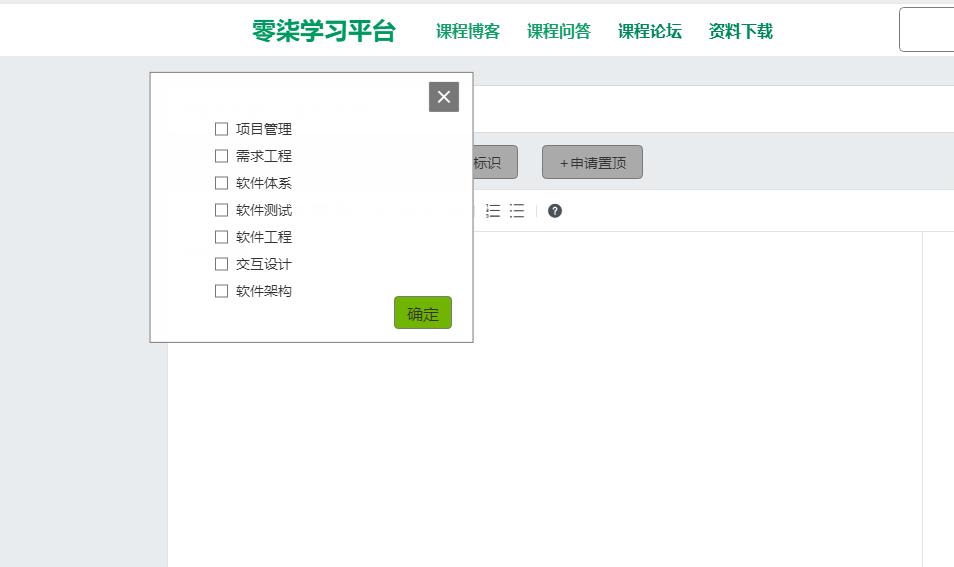 零柒学习平台 课程博客 课程问答 课程论坛 资料下载
项目管理
需求工程
软件体系
软件测试
软件工程
交互设计
软件架构
确定
标识 +申请置顶